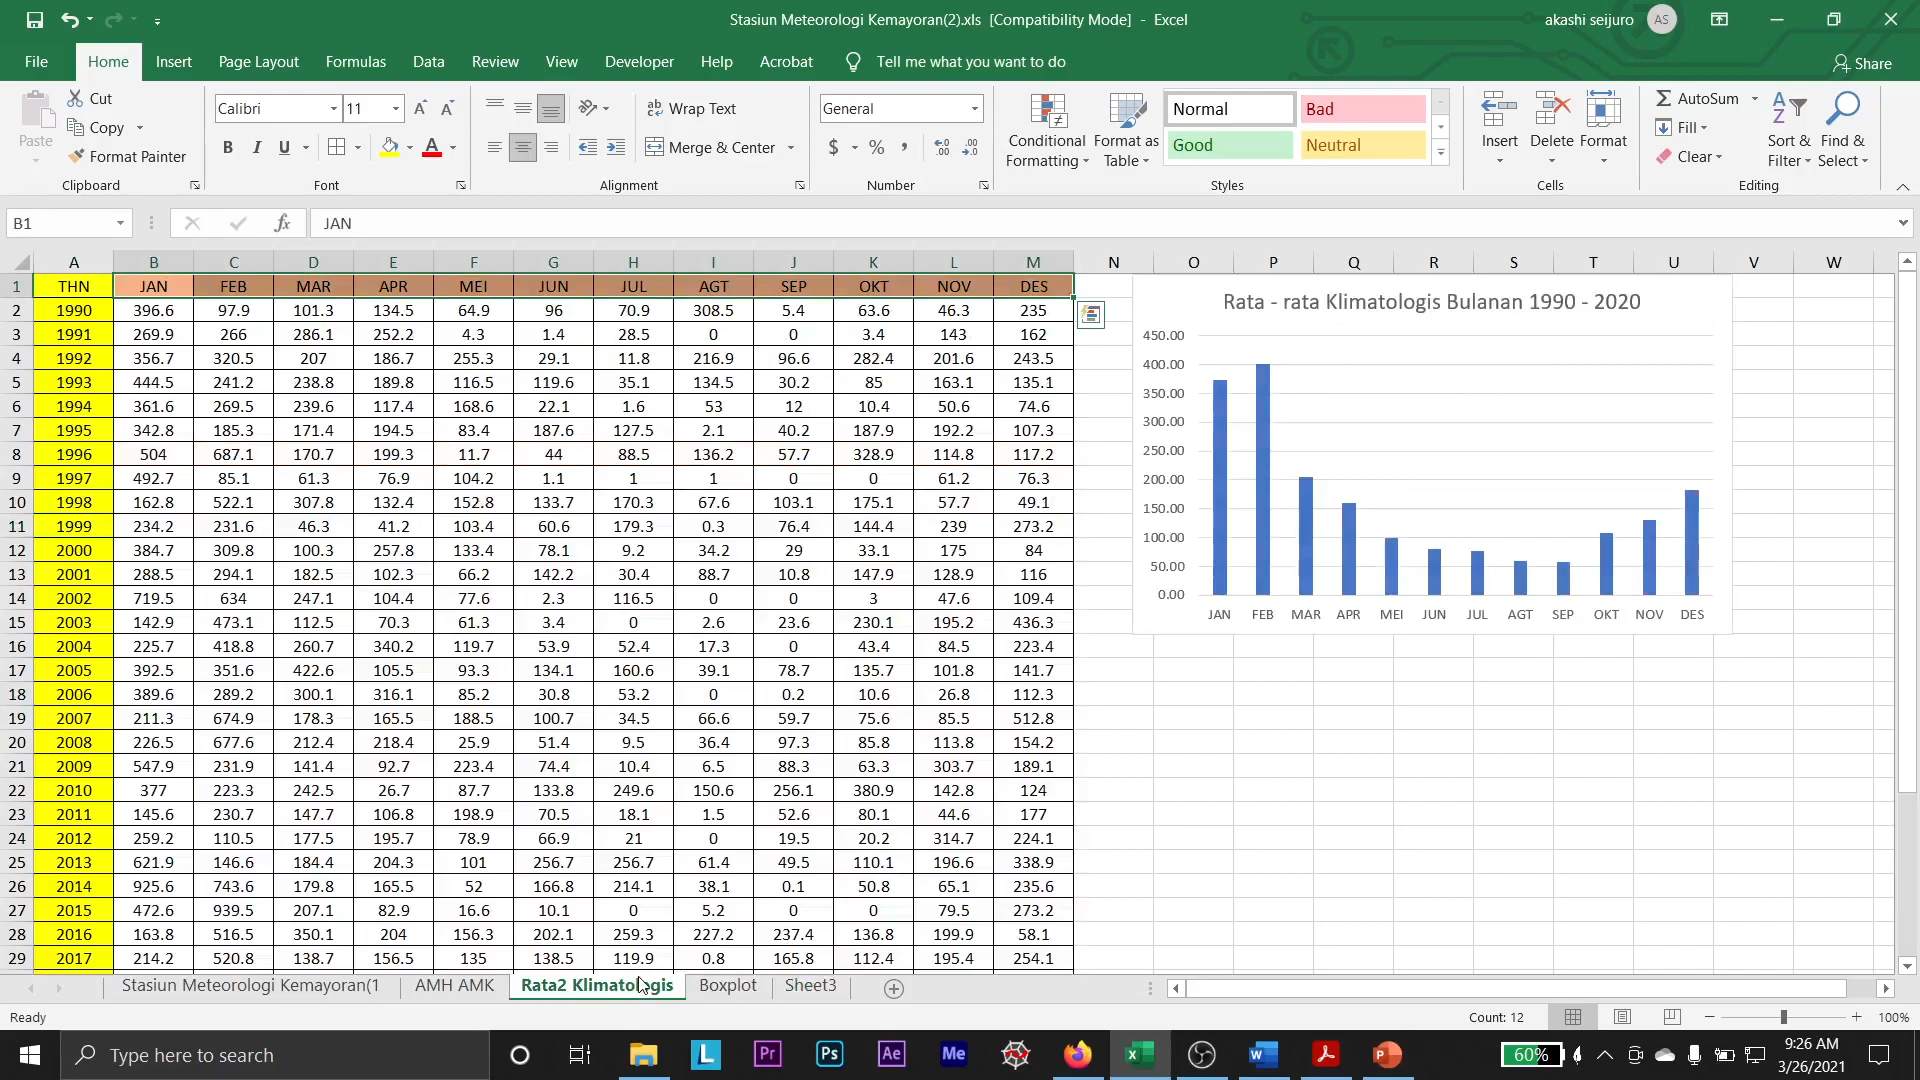 Stasiun Meteorologi Kemayoran(2).xls [Compatibility Mode] - Excel
akashi seijuro AS
File Home Insert Page Layout Formulas Data Review View Developer Help Acrobat Tell me what you want to do Share
Paste Cut Copy Format Painter Clipboard
Calibri 11 B I U A Font
Wrap Text Merge & Center Alignment
General $ % , Number
Conditional Formatting Format as Table Normal Bad Good Neutral Styles
Insert Delete Format Cells
AutoSum Fill Clear Sort & Filter Find & Select Editing
B1 fx JAN
A B C D E F G H I J K L M N O P Q R S T U V W
1 THN JAN FEB MAR APR MEI JUN JUL AGT SEP OKT NOV DES
2 1990 396.6 97.9 101.3 134.5 64.9 96 70.9 308.5 5.4 63.6 46.3 235
3 1991 269.9 266 286.1 252.2 4.3 1.4 28.5 0 0 3.4 143 162
4 1992 356.7 320.5 207 186.7 255.3 29.1 11.8 216.9 96.6 282.4 201.6 243.5
5 1993 444.5 241.2 238.8 189.8 116.5 119.6 35.1 134.5 30.2 85 163.1 135.1
6 1994 361.6 269.5 239.6 117.4 168.6 22.1 1.6 53 12 10.4 50.6 74.6
7 1995 342.8 185.3 171.4 194.5 83.4 187.6 127.5 2.1 40.2 187.9 192.2 107.3
8 1996 504 687.1 170.7 199.3 11.7 44 88.5 136.2 57.7 328.9 114.8 117.2
9 1997 492.7 85.1 61.3 76.9 104.2 1.1 1 1 0 0 61.2 76.3
10 1998 162.8 522.1 307.8 132.4 152.8 133.7 170.3 67.6 103.1 175.1 57.7 49.1
11 1999 234.2 231.6 46.3 41.2 103.4 60.6 179.3 0.3 76.4 144.4 239 273.2
12 2000 384.7 309.8 100.3 257.8 133.4 78.1 9.2 34.2 29 33.1 175 84
13 2001 288.5 294.1 182.5 102.3 66.2 142.2 30.4 88.7 10.8 147.9 128.9 116
14 2002 719.5 634 247.1 104.4 77.6 2.3 116.5 0 0 3 47.6 109.4
15 2003 142.9 473.1 112.5 70.3 61.3 3.4 0 2.6 23.6 230.1 195.2 436.3
16 2004 225.7 418.8 260.7 340.2 119.7 53.9 52.4 17.3 0 43.4 84.5 223.4
17 2005 392.5 351.6 422.6 105.5 93.3 134.1 160.6 39.1 78.7 135.7 101.8 141.7
18 2006 389.6 289.2 300.1 316.1 85.2 30.8 53.2 0 0.2 10.6 26.8 112.3
19 2007 211.3 674.9 178.3 165.5 188.5 100.7 34.5 66.6 59.7 75.6 85.5 512.8
20 2008 226.5 677.6 212.4 218.4 25.9 51.4 9.5 36.4 97.3 85.8 113.8 154.2
21 2009 547.9 231.9 141.4 92.7 223.4 74.4 10.4 6.5 88.3 63.3 303.7 189.1
22 2010 377 223.3 242.5 26.7 87.7 133.8 249.6 150.6 256.1 380.9 142.8 124
23 2011 145.6 230.7 147.7 106.8 198.9 70.5 18.1 1.5 52.6 80.1 44.6 177
24 2012 259.2 110.5 177.5 195.7 78.9 66.9 21 0 19.5 20.2 314.7 224.1
25 2013 621.9 146.6 184.4 204.3 101 256.7 256.7 61.4 49.5 110.1 196.6 338.9
26 2014 925.6 743.6 179.8 165.5 52 166.8 214.1 38.1 0.1 50.8 65.1 235.6
27 2015 472.6 939.5 207.1 82.9 16.6 10.1 0 5.2 0 0 79.5 273.2
28 2016 163.8 516.5 350.1 204 156.3 202.1 259.3 227.2 237.4 136.8 199.9 58.1
29 2017 214.2 520.8 138.7 156.5 135 138.5 119.9 0.8 165.8 112.4 195.4 254.1
Rata - rata Klimatologis Bulanan 1990 - 2020
450.00
400.00
350.00
300.00
250.00
200.00
150.00
100.00
50.00
0.00
JAN FEB MAR APR MEI JUN JUL AGT SEP OKT NOV DES
Stasiun Meteorologi Kemayoran(1 AMH AMK Rata2 Klimatologis Boxplot Sheet3
Ready Count: 12 100%
Type here to search
L Pr Ps Ae Me
60%
9:26 AM
3/26/2021